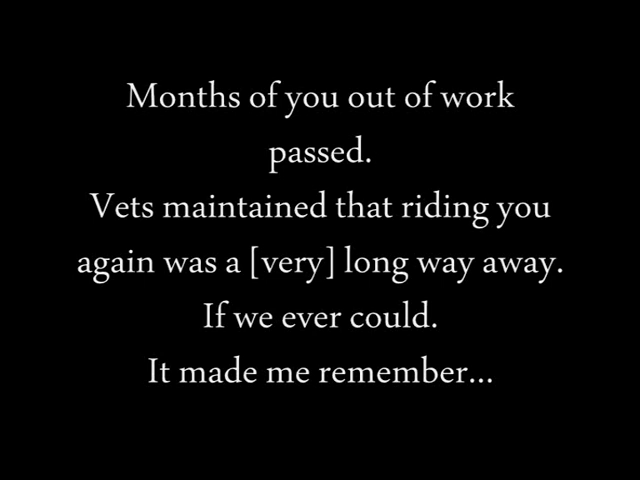 Months of you out of work
passed.
Vets maintained that riding you
again was a [very] long way away.
If we ever could.
It made me remember...